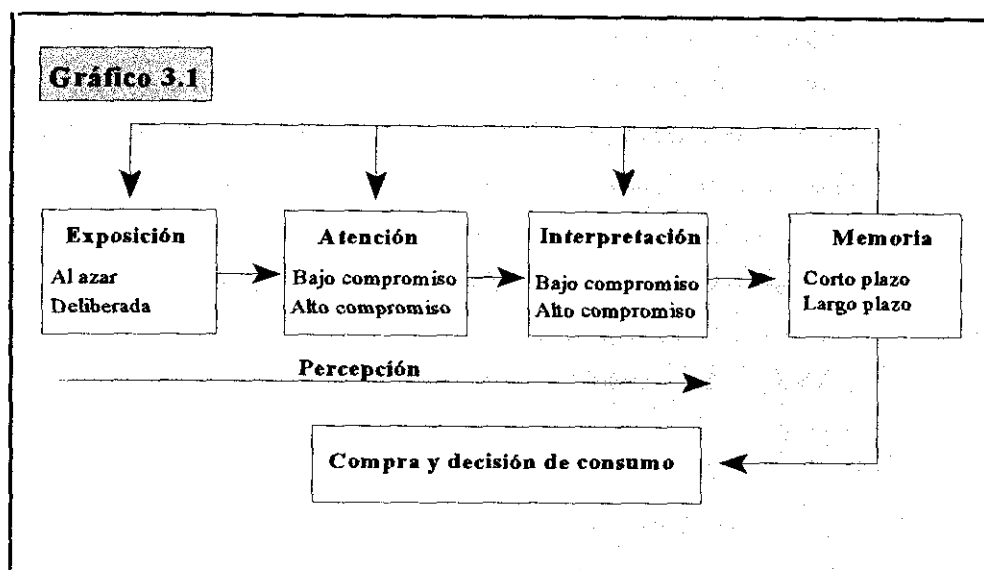 Gráfico 3.1
Exposición
Al azar
Deliberada
Atención
Bajo compromiso
Alto compromiso
Interpretación
Bajo compromiso
Alto compromiso
Memoria
Corto plazo
Largo plazo
Percepción
Compra y decisión de consumo